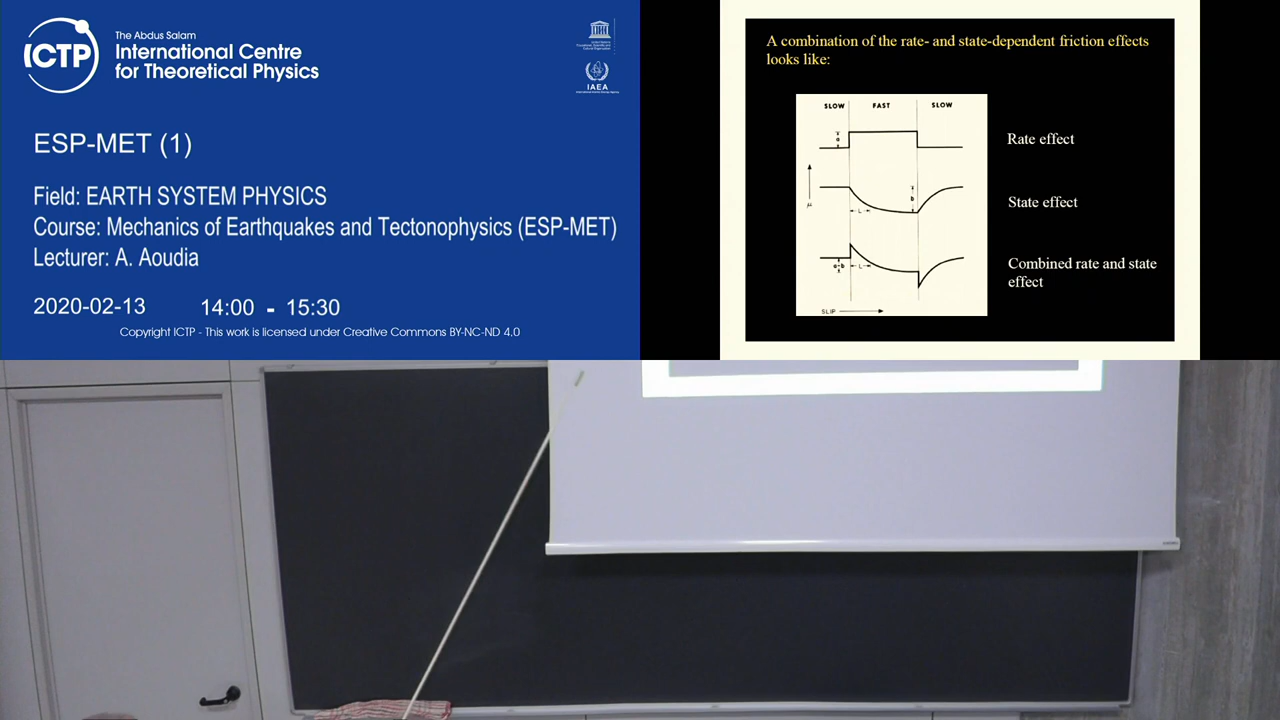 The Abdus Salam
ICTP
International Centre
for Theoretical Physics
UNESCO
IAEA
ESP-MET (1)
Field: EARTH SYSTEM PHYSICS
Course: Mechanics of Earthquakes and Tectonophysics (ESP-MET)
Lecturer: A. Aoudia
2020-02-13 14:00 - 15:30
Copyright ICTP - This work is licensed under Creative Commons BY-NC-ND 4.0
A combination of the rate- and state-dependent friction effects
looks like:
SLOW FAST SLOW
a
Rate effect
μ
b
L
State effect
a-b
L
Combined rate and state
effect
SLIP